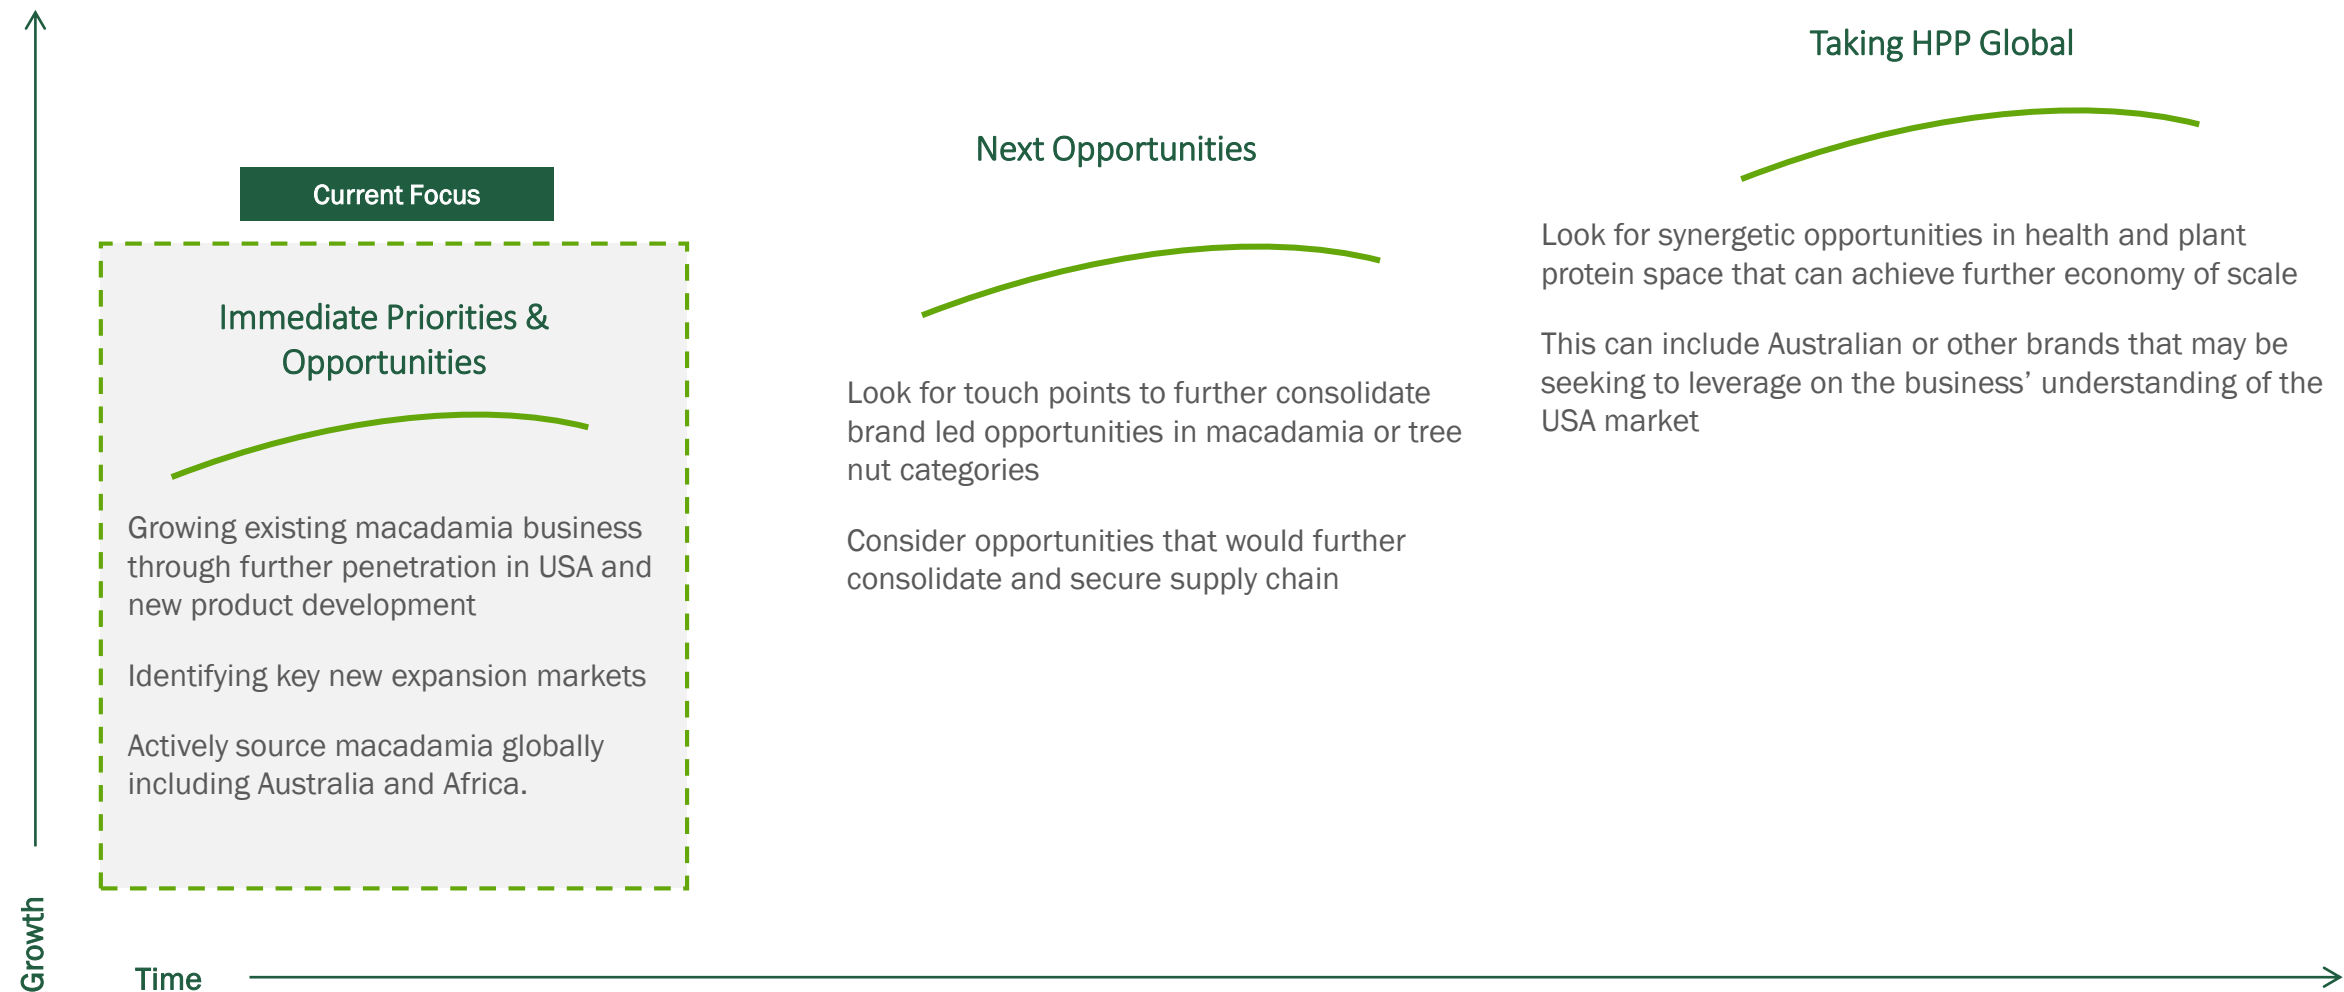 Taking HPP Global
Look for synergetic opportunities in health and plant
protein space that can achieve further economy of scale
This can include Australian or other brands that may be
seeking to leverage on the business’ understanding of the
USA market
Next Opportunities
Look for touch points to further consolidate
brand led opportunities in macadamia or tree
nut categories
Consider opportunities that would further
consolidate and secure supply chain
Current Focus
Immediate Priorities &
Opportunities
Growing existing macadamia business
through further penetration in USA and
new product development
Identifying key new expansion markets
Actively source macadamia globally
including Australia and Africa.
Growth
Time